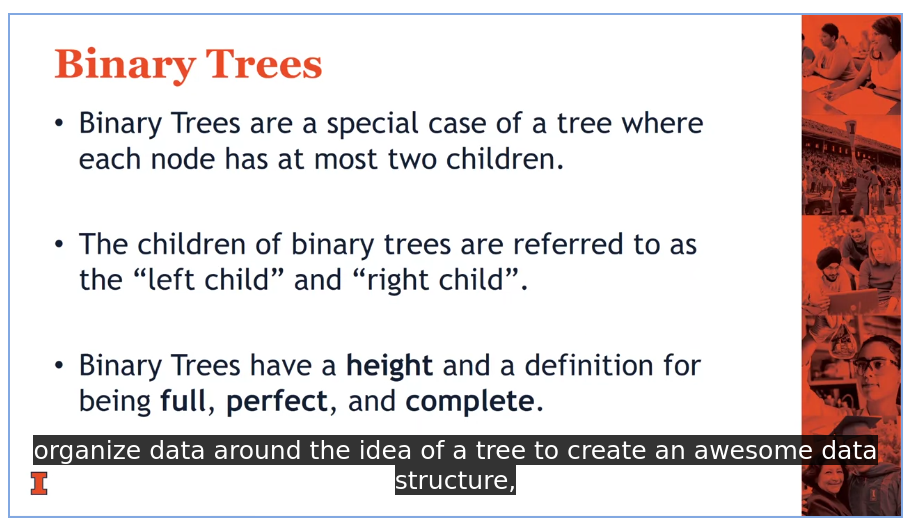 Binary Trees
• Binary Trees are a special case of a tree where
each node has at most two children.
• The children of binary trees are referred to as
the “left child” and “right child”.
• Binary Trees have a height and a definition for
being full, perfect, and complete.
organize data around the idea of a tree to create an awesome data
structure,
I